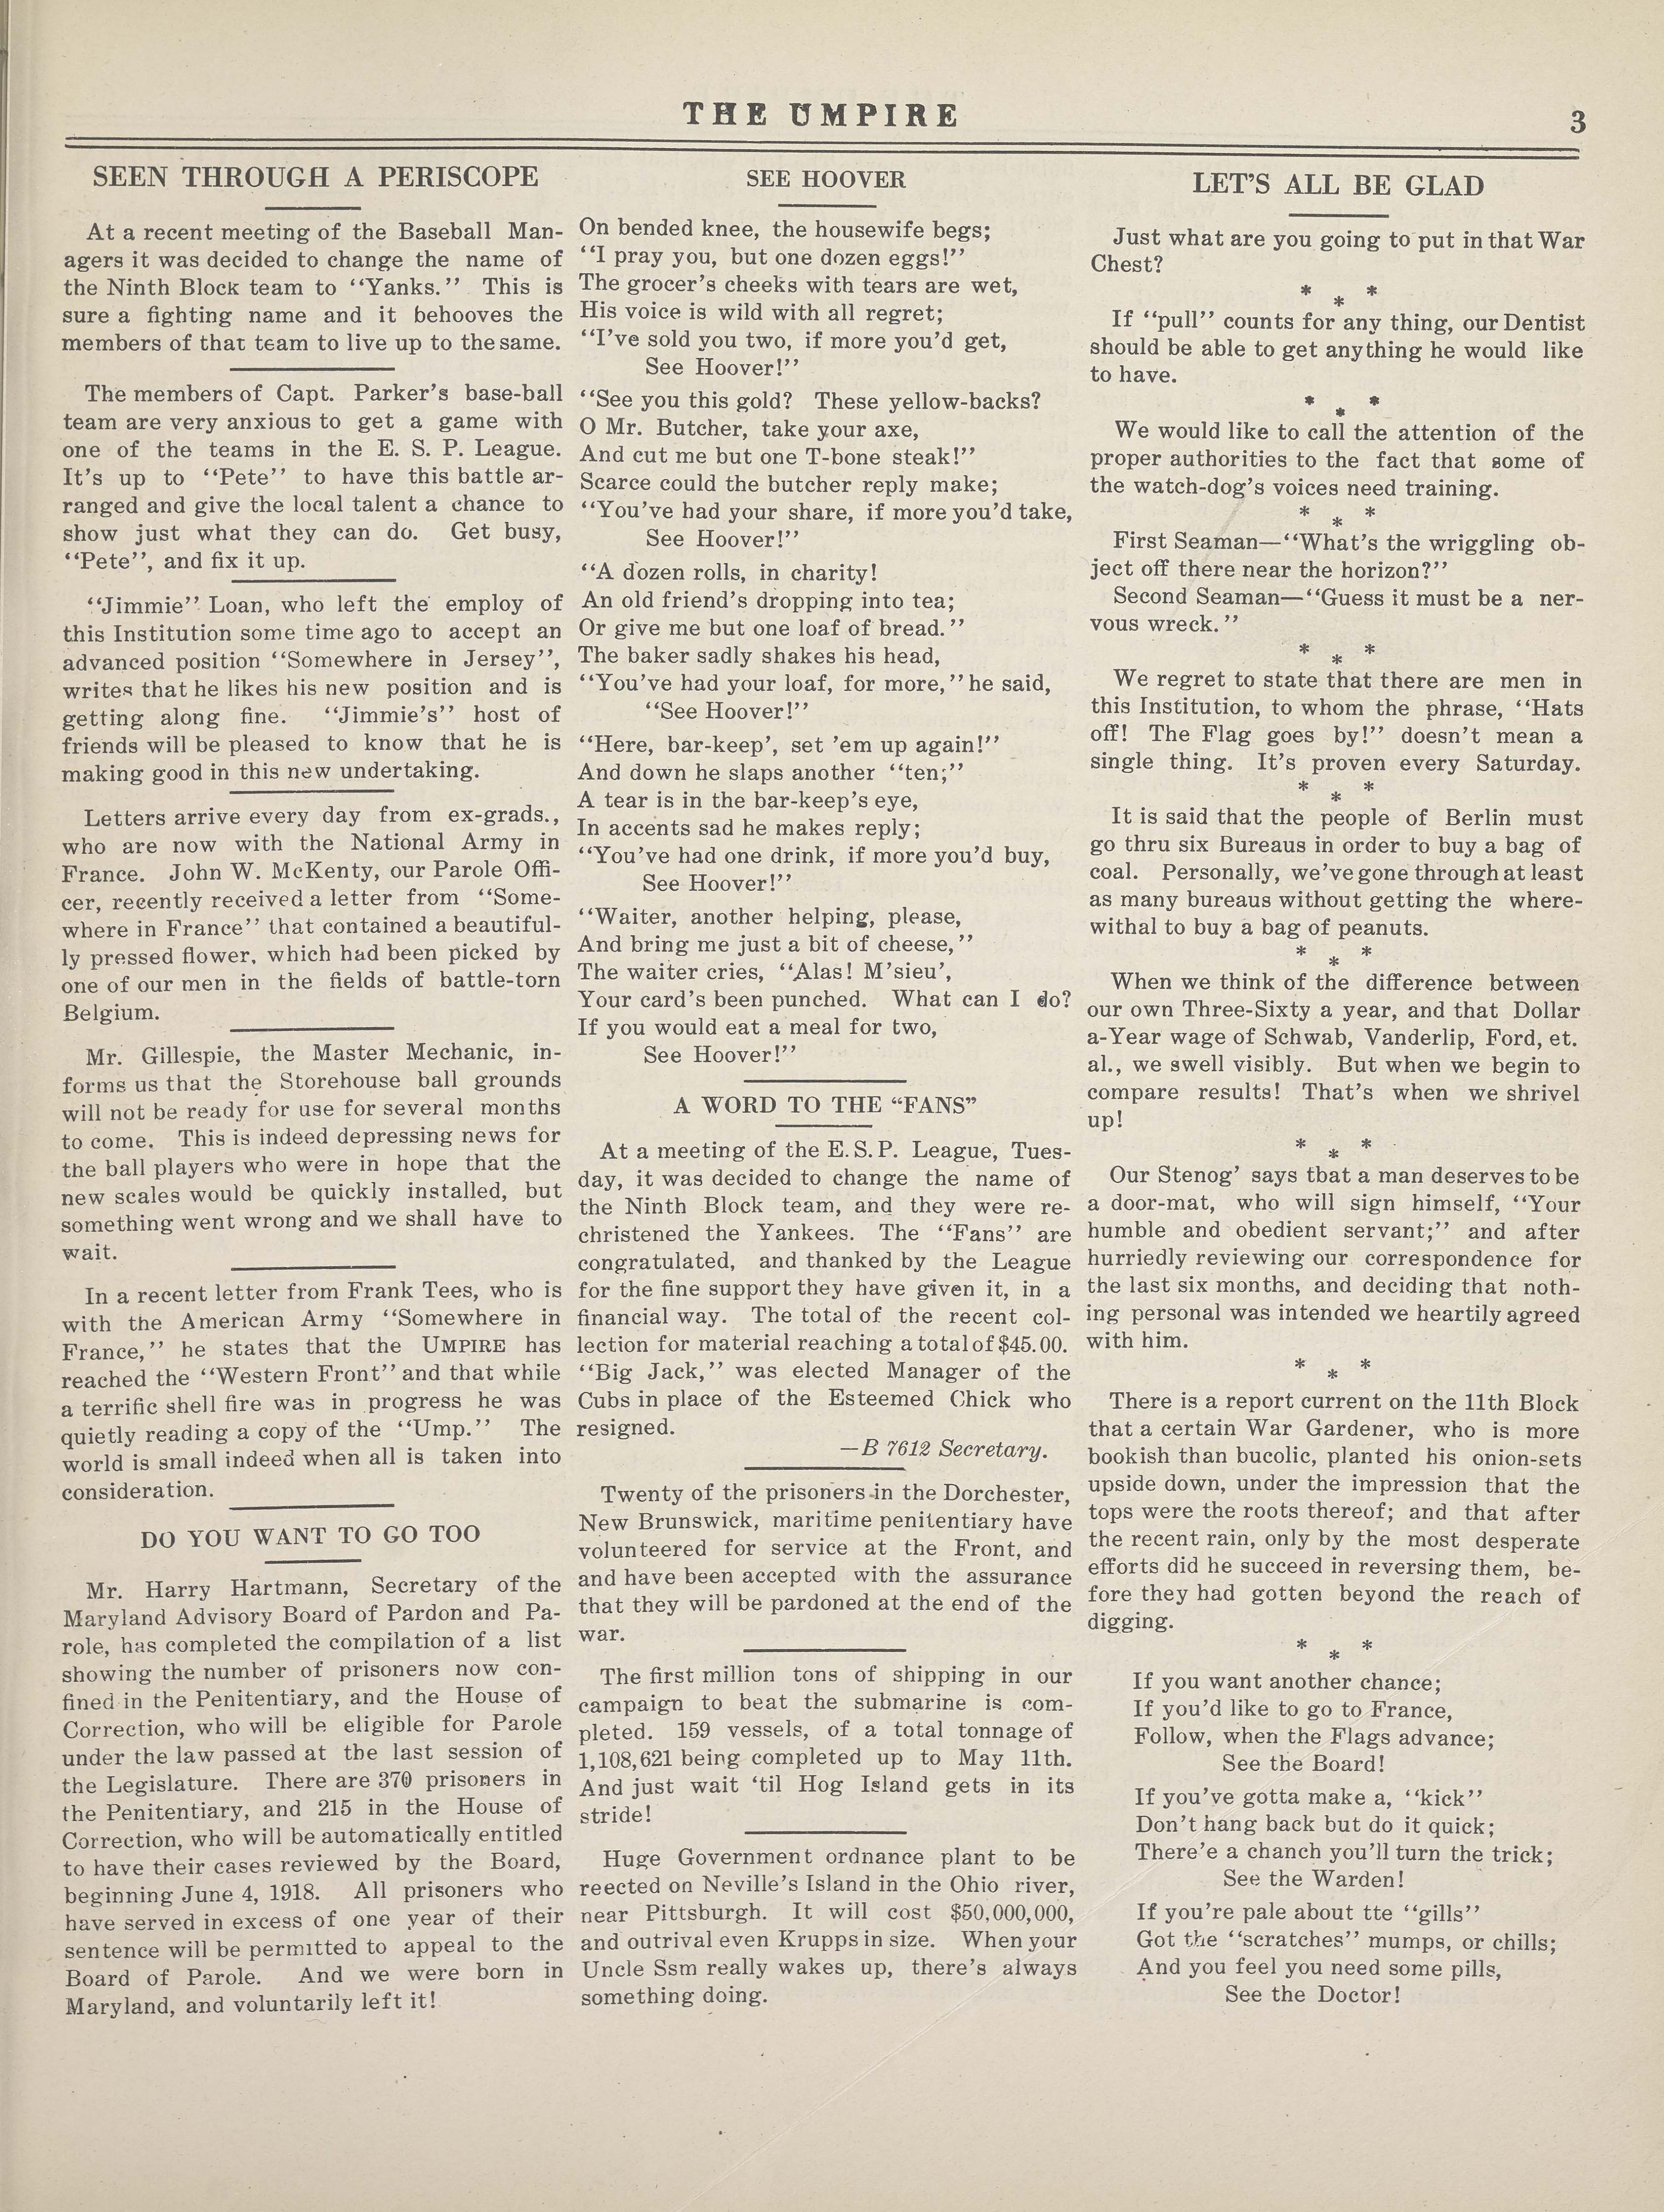 THE UMPIRE
3
SEEN THROUGH A PERISCOPE
At a recent meeting of the Baseball Man-
agers it was decided to change the name of
the Ninth Block team to ‘‘Yanks.’’ This is
sure a fighting name and it behooves the
members of that team to live up to the same.
The members of Capt. Parker’s base-ball
team are very anxious to get a game with
one of the teams in the E. S. P. League.
It’s up to ‘‘Pete’’ to have this battle ar-
ranged and give the local talent a chance to
show just what they can do. Get busy,
‘‘Pete’’, and fix it up.
‘‘Jimmie’’ Loan, who left the employ of
this Institution some time ago to accept an
advanced position ‘‘Somewhere in Jersey’’,
writes that he likes his new position and is
getting along fine. ‘‘Jimmie’s’’ host of
friends will be pleased to know that he is
making good in this new undertaking.
Letters arrive every day from ex-grads.,
who are now with the National Army in
France. John W. McKenty, our Parole Offi-
cer, recently received a letter from ‘‘Some-
where in France’’ that contained a beautiful-
ly pressed flower, which had been picked by
one of our men in the fields of battle-torn
Belgium.
Mr. Gillespie, the Master Mechanic, in-
forms us that the Storehouse ball grounds
will not be ready for use for several months
to come. This is indeed depressing news for
the ball players who were in hope that the
new scales would be quickly installed, but
something went wrong and we shall have to
wait.
In a recent letter from Frank Tees, who is
with the American Army ‘‘Somewhere in
France,’’ he states that the UMPIRE has
reached the ‘‘Western Front’’ and that while
a terrific shell fire was in progress he was
quietly reading a copy of the ‘‘Ump.’’ The
world is small indeed when all is taken into
consideration.
DO YOU WANT TO GO TOO
Mr. Harry Hartmann, Secretary of the
Maryland Advisory Board of Pardon and Pa-
role, has completed the compilation of a list
showing the number of prisoners now con-
fined in the Penitentiary, and the House of
Correction, who will be eligible for Parole
under the law passed at the last session of
the Legislature. There are 370 prisoners in
the Penitentiary, and 215 in the House of
Correction, who will be automatically entitled
to have their cases reviewed by the Board,
beginning June 4, 1918. All prisoners who
have served in excess of one year of their
sentence will be permitted to appeal to the
Board of Parole. And we were born in
Maryland, and voluntarily left it!
SEE HOOVER
On bended knee, the housewife begs;
‘‘I pray you, but one dozen eggs!’’
The grocer’s cheeks with tears are wet,
His voice is wild with all regret;
‘‘I’ve sold you two, if more you’d get,
See Hoover!’’
‘‘See you this gold? These yellow-backs?
O Mr. Butcher, take your axe,
And cut me but one T-bone steak!’’
Scarce could the butcher reply make;
‘‘You’ve had your share, if more you’d take,
See Hoover!’’
‘‘A dozen rolls, in charity!
An old friend’s dropping into tea;
Or give me but one loaf of bread.’’
The baker sadly shakes his head,
‘‘You’ve had your loaf, for more,’’ he said,
‘‘See Hoover!’’
‘‘Here, bar-keep’, set ’em up again!’’
And down he slaps another ‘‘ten;’’
A tear is in the bar-keep’s eye,
In accents sad he makes reply;
‘‘You’ve had one drink, if more you’d buy,
See Hoover!’’
‘‘Waiter, another helping, please,
And bring me just a bit of cheese,’’
The waiter cries, ‘‘Alas! M’sieu’,
Your card’s been punched. What can I do?
If you would eat a meal for two,
See Hoover!’’
A WORD TO THE “FANS”
At a meeting of the E. S. P. League, Tues-
day, it was decided to change the name of
the Ninth Block team, and they were re-
christened the Yankees. The ‘‘Fans’’ are
congratulated, and thanked by the League
for the fine support they have given it, in a
financial way. The total of the recent col-
lection for material reaching a total of $45.00.
‘‘Big Jack,’’ was elected Manager of the
Cubs in place of the Esteemed Chick who
resigned.
—B 7612 Secretary.
Twenty of the prisoners in the Dorchester,
New Brunswick, maritime penitentiary have
volunteered for service at the Front, and
and have been accepted with the assurance
that they will be pardoned at the end of the
war.
The first million tons of shipping in our
campaign to beat the submarine is com-
pleted. 159 vessels, of a total tonnage of
1,108,621 being completed up to May 11th.
And just wait ‘til Hog Island gets in its
stride!
Huge Government ordnance plant to be
reected on Neville’s Island in the Ohio river,
near Pittsburgh. It will cost $50,000,000,
and outrival even Krupps in size. When your
Uncle Ssm really wakes up, there’s always
something doing.
LET’S ALL BE GLAD
Just what are you going to put in that War
Chest?
* * *
If ‘‘pull’’ counts for any thing, our Dentist
should be able to get anything he would like
to have.
* * *
We would like to call the attention of the
proper authorities to the fact that some of
the watch-dog’s voices need training.
* * *
First Seaman—‘‘What’s the wriggling ob-
ject off there near the horizon?’’
Second Seaman—‘‘Guess it must be a ner-
vous wreck.’’
* * *
We regret to state that there are men in
this Institution, to whom the phrase, ‘‘Hats
off! The Flag goes by!’’ doesn’t mean a
single thing. It’s proven every Saturday.
* * *
It is said that the people of Berlin must
go thru six Bureaus in order to buy a bag of
coal. Personally, we’ve gone through at least
as many bureaus without getting the where-
withal to buy a bag of peanuts.
* * *
When we think of the difference between
our own Three-Sixty a year, and that Dollar
a-Year wage of Schwab, Vanderlip, Ford, et.
al., we swell visibly. But when we begin to
compare results! That’s when we shrivel
up!
* * *
Our Stenog’ says tbat a man deserves to be
a door-mat, who will sign himself, ‘‘Your
humble and obedient servant;’’ and after
hurriedly reviewing our correspondence for
the last six months, and deciding that noth-
ing personal was intended we heartily agreed
with him.
* * *
There is a report current on the 11th Block
that a certain War Gardener, who is more
bookish than bucolic, planted his onion-sets
upside down, under the impression that the
tops were the roots thereof; and that after
the recent rain, only by the most desperate
efforts did he succeed in reversing them, be-
fore they had gotten beyond the reach of
digging.
* * *
If you want another chance;
If you’d like to go to France,
Follow, when the Flags advance;
See the Board!
If you’ve gotta make a, ‘‘kick’’
Don’t hang back but do it quick;
There’e a chanch you’ll turn the trick;
See the Warden!
If you’re pale about tte ‘‘gills’’
Got the ‘‘scratches’’ mumps, or chills;
And you feel you need some pills,
See the Doctor!